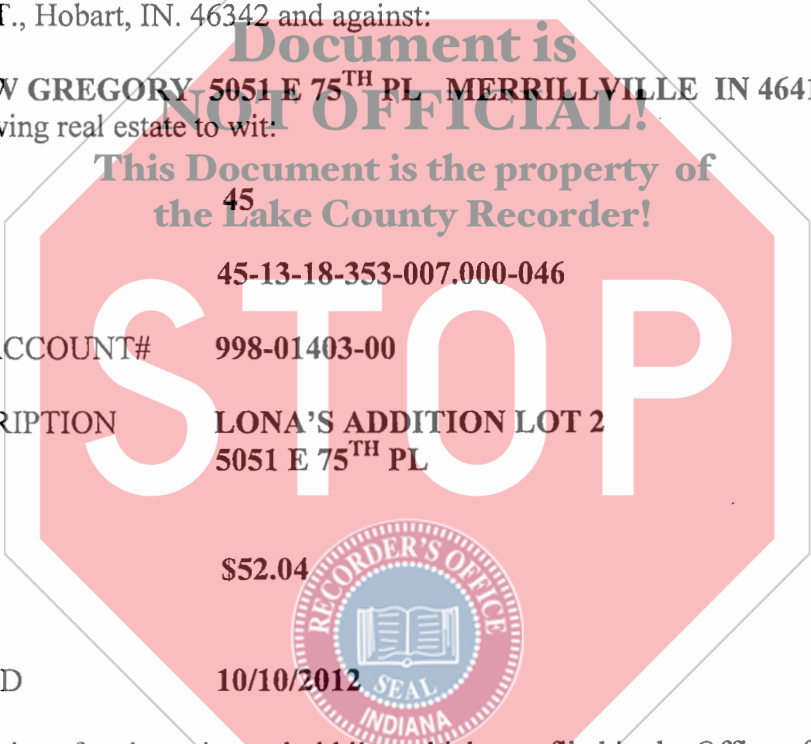 T., Hobart, IN. 46342 and against:
Document is
W GREGORY 5051 E 75TH PL MERRILLVILLE IN 4641
NOT OFFICIAL!
ving real estate to wit:
This Document is the property of
45
the Lake County Recorder!
45-13-18-353-007.000-046
STOP
ACCOUNT# 998-01403-00
RIPTION LONA'S ADDITION LOT 2
5051 E 75TH PL
$52.04
RECORDER'S OFFICE
D 10/10/2012
SEAL
INDIANA